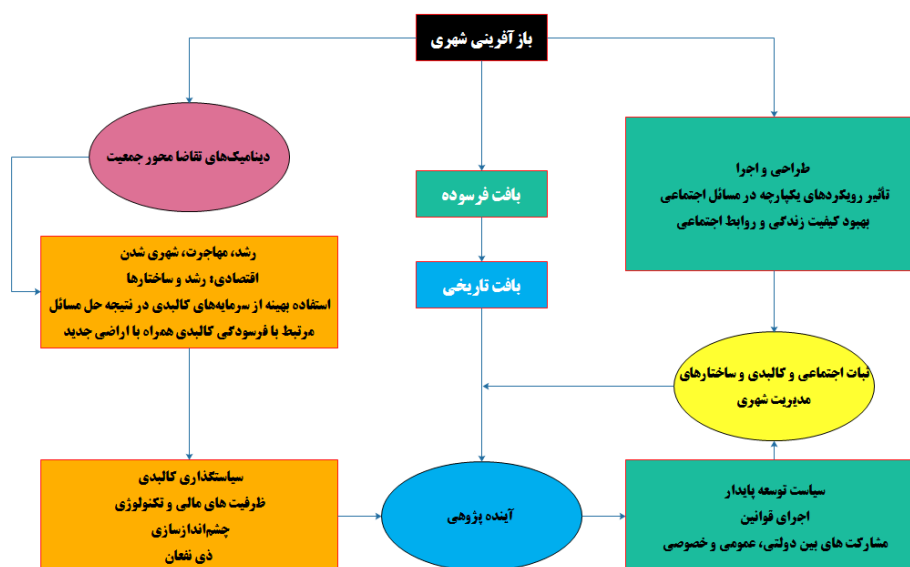 باز آفرینی شهری
دینامیک‌های تقاضا محور جمعیت
طراحی و اجرا
تأثیر رویکردهای یکپارچه در مسائل اجتماعی
بهبود کیفیت زندگی و روابط اجتماعی
بافت فرسوده
رشد، مهاجرت، شهری شدن
اقتصادی؛ رشد و ساختارها
استفاده بهینه از سرمایه‌های کالبدی در نتیجه حل مسائل
مرتبط با فرسودگی کالبدی همراه با اراضی جدید
بافت تاریخی
ثبات اجتماعی و کالبدی و ساختارهای
مدیریت شهری
سیاستگذاری کالبدی
ظرفیت های مالی و تکنولوژی
چشم‌اندازسازی
ذی نفعان
آینده پژوهی
سیاست توسعه پایدار
اجرای قوانین
مشارکت های بین دولتی، عمومی و خصوصی